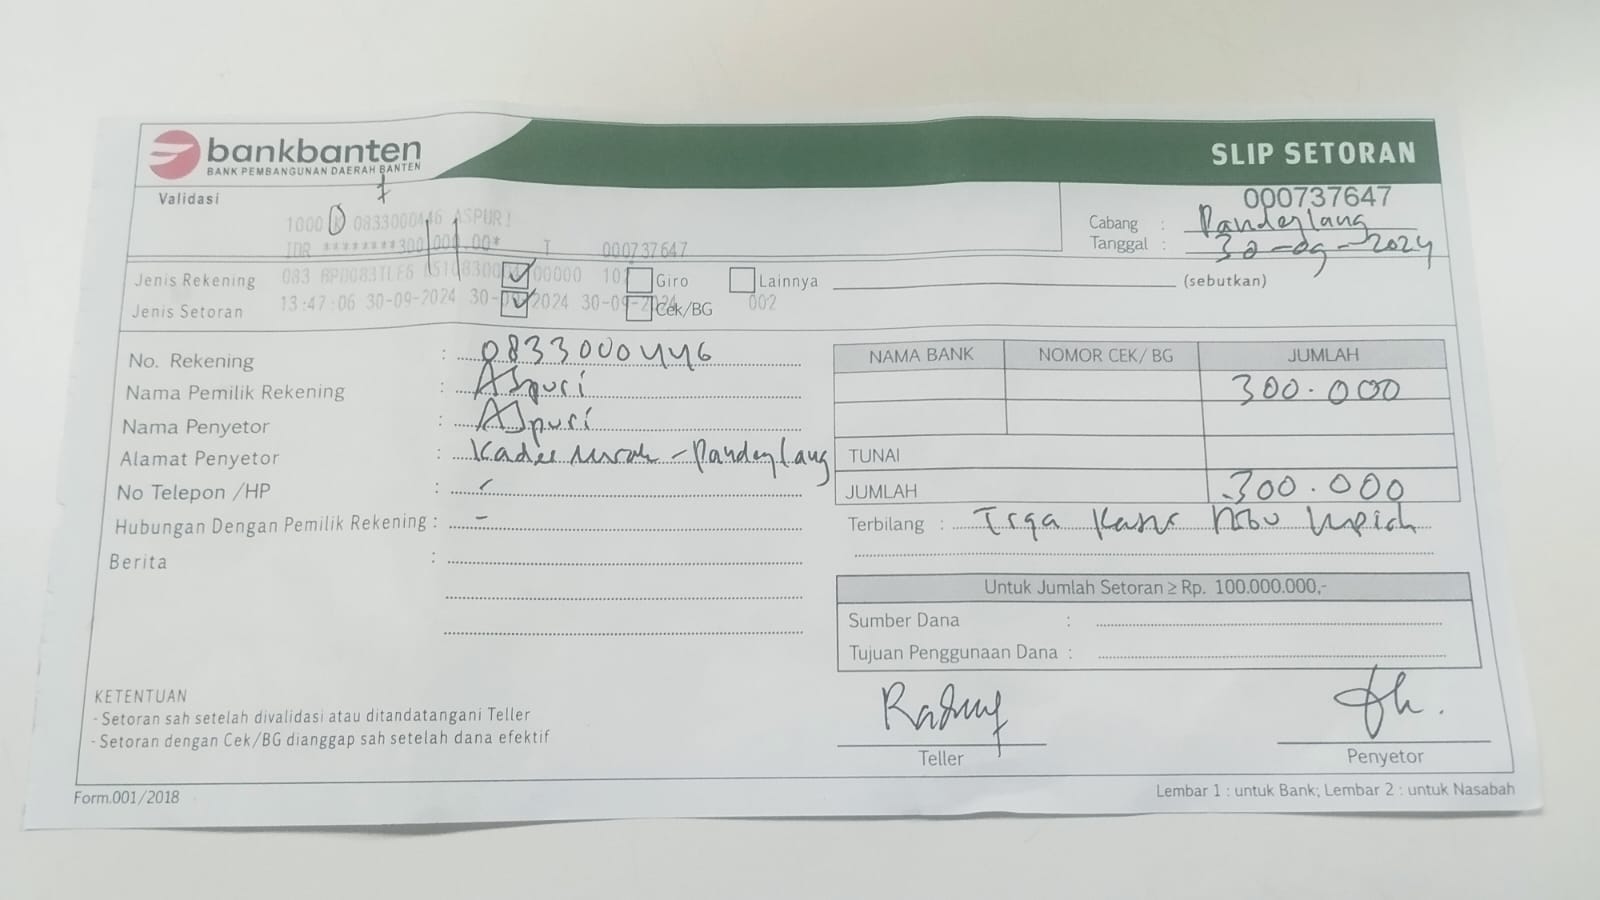 bankbanten
BANK PEMBANGUNAN DAERAH BANTEN
SLIP SETORAN
Validasi
000737647
1000 0833000446 ASPURI
IDR ********300,000.00* T 000737647
Cabang : Pandeglang
Tanggal : 30-09-2024
Jenis Rekening Giro Lainnya (sebutkan)
13:47:06 30-09-2024 30-09-2024 30-09-2024 002
Jenis Setoran Cek/BG
No. Rekening : 0833000446
Nama Pemilik Rekening : Aspuri
Nama Penyetor : Aspuri
Alamat Penyetor : - Pandeglang
No Telepon /HP :
Hubungan Dengan Pemilik Rekening : -
Berita :
NAMA BANK NOMOR CEK/ BG JUMLAH
300.000
TUNAI
JUMLAH 300.000
Terbilang :
Untuk Jumlah Setoran ≥ Rp. 100.000.000,-
Sumber Dana :
Tujuan Penggunaan Dana :
KETENTUAN
- Setoran sah setelah divalidasi atau ditandatangani Teller
- Setoran dengan Cek/BG dianggap sah setelah dana efektif
Teller
Penyetor
Form.001/2018
Lembar 1 : untuk Bank; Lembar 2 : untuk Nasabah